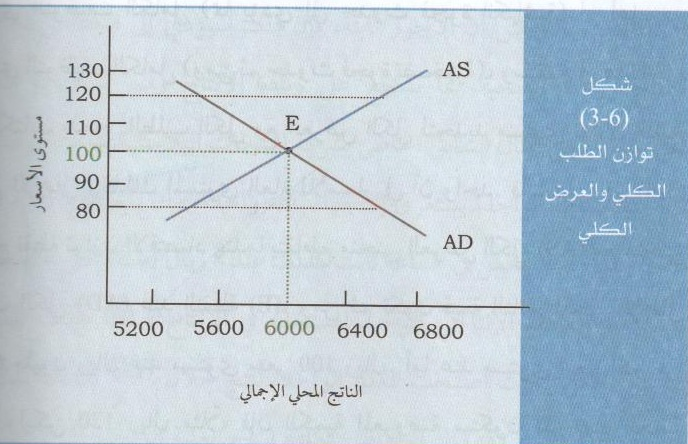 شكل
(3-6)
توازن الطلب
الكلي والعرض
الكلي
مستوى الأسعار
130
120
110
100
90
80
AS
E
AD
5200 5600 6000 6400 6800
الناتج المحلي الإجمالي